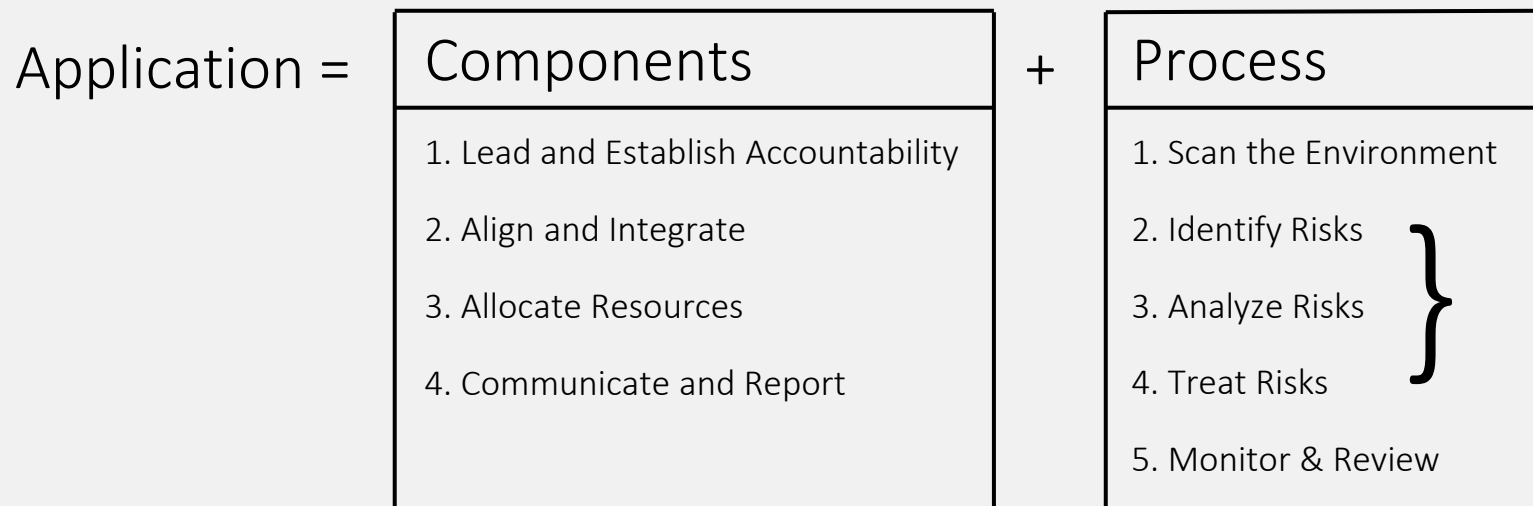 Application =
Components
1. Lead and Establish Accountability
2. Align and Integrate
3. Allocate Resources
4. Communicate and Report
+
Process
1. Scan the Environment
2. Identify Risks
3. Analyze Risks
4. Treat Risks
}
5. Monitor & Review